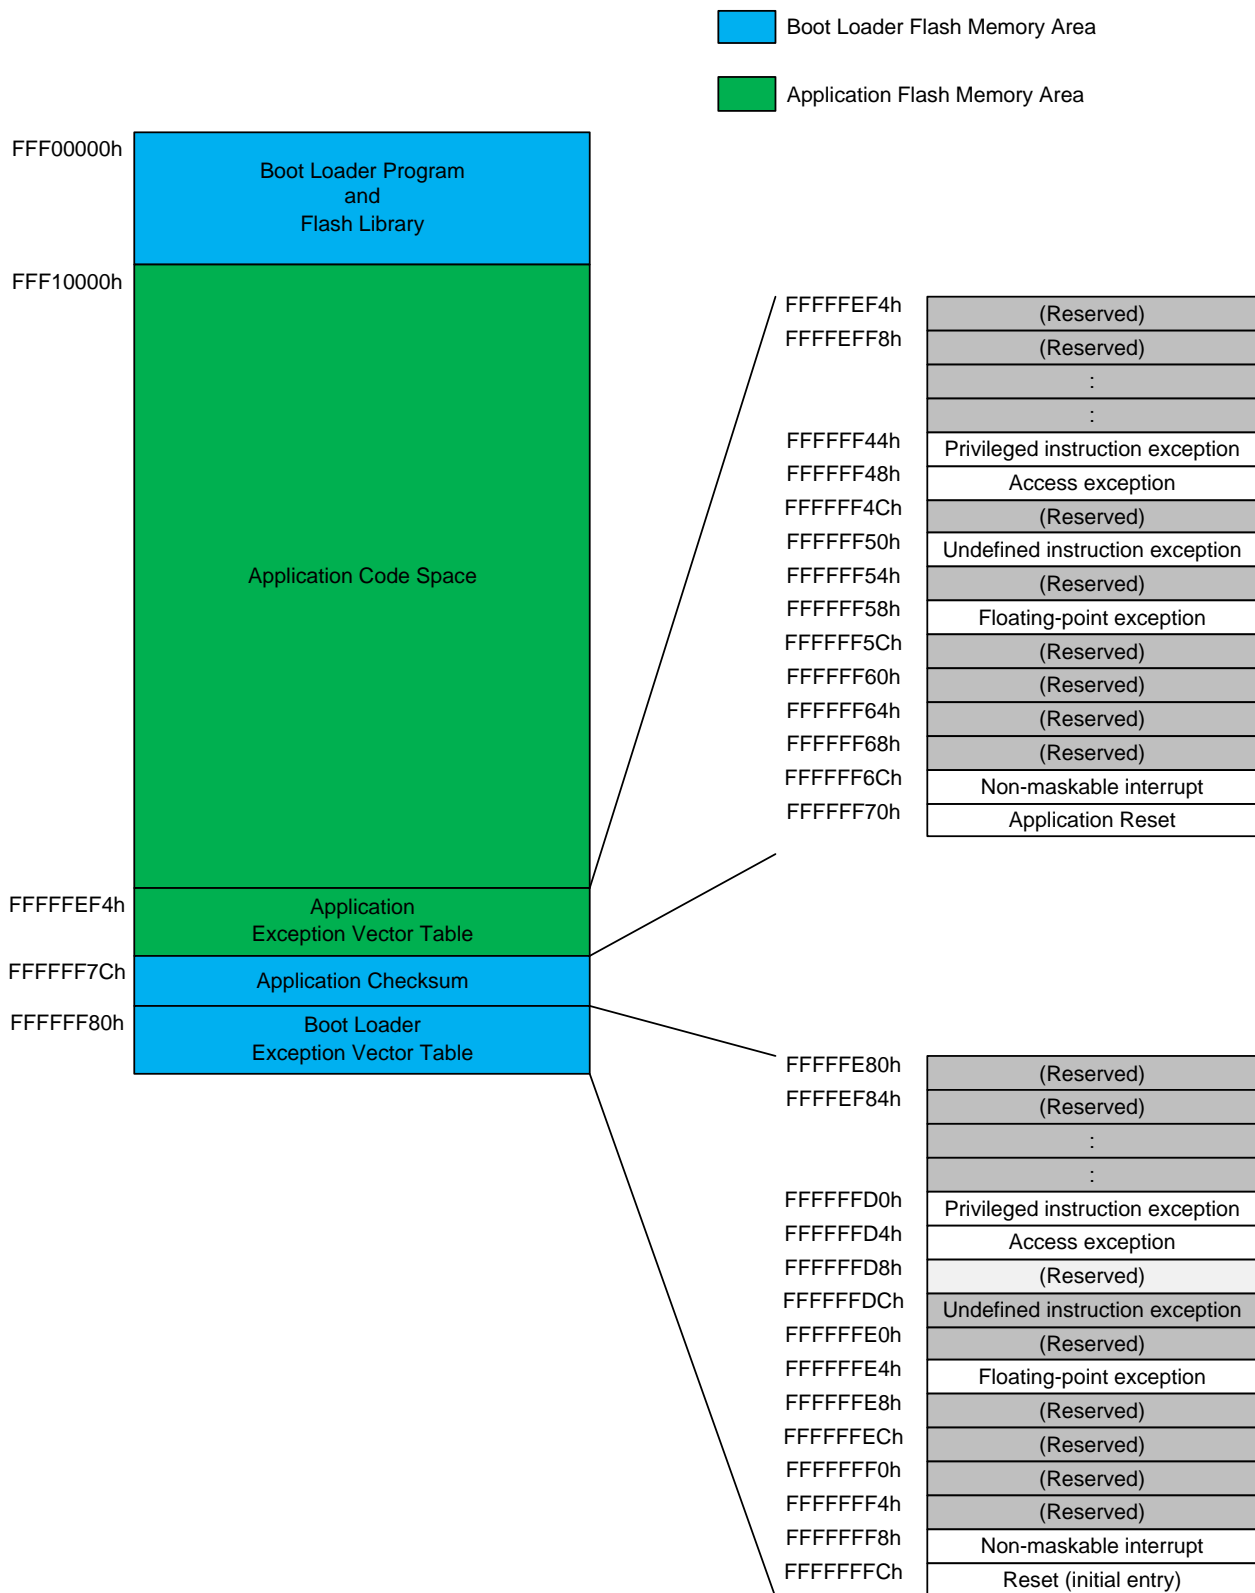 Boot Loader Flash Memory Area
Application Flash Memory Area
FFF00000h
Boot Loader Program
and
Flash Library
FFF10000h
Application Code Space
FFFFFEF4h
Application
Exception Vector Table
FFFFFF7Ch
Application Checksum
FFFFFF80h
Boot Loader
Exception Vector Table
FFFFFEF4h (Reserved)
FFFFEFF8h (Reserved)
:
:
FFFFFF44h Privileged instruction exception
FFFFFF48h Access exception
FFFFFF4Ch (Reserved)
FFFFFF50h Undefined instruction exception
FFFFFF54h (Reserved)
FFFFFF58h Floating-point exception
FFFFFF5Ch (Reserved)
FFFFFF60h (Reserved)
FFFFFF64h (Reserved)
FFFFFF68h (Reserved)
FFFFFF6Ch Non-maskable interrupt
FFFFFF70h Application Reset
FFFFFE80h (Reserved)
FFFFEF84h (Reserved)
:
:
FFFFFFD0h Privileged instruction exception
FFFFFFD4h Access exception
FFFFFFD8h (Reserved)
FFFFFFDCh Undefined instruction exception
FFFFFFE0h (Reserved)
FFFFFFE4h Floating-point exception
FFFFFFE8h (Reserved)
FFFFFFECh (Reserved)
FFFFFFF0h (Reserved)
FFFFFFF4h (Reserved)
FFFFFFF8h Non-maskable interrupt
FFFFFFFCh Reset (initial entry)